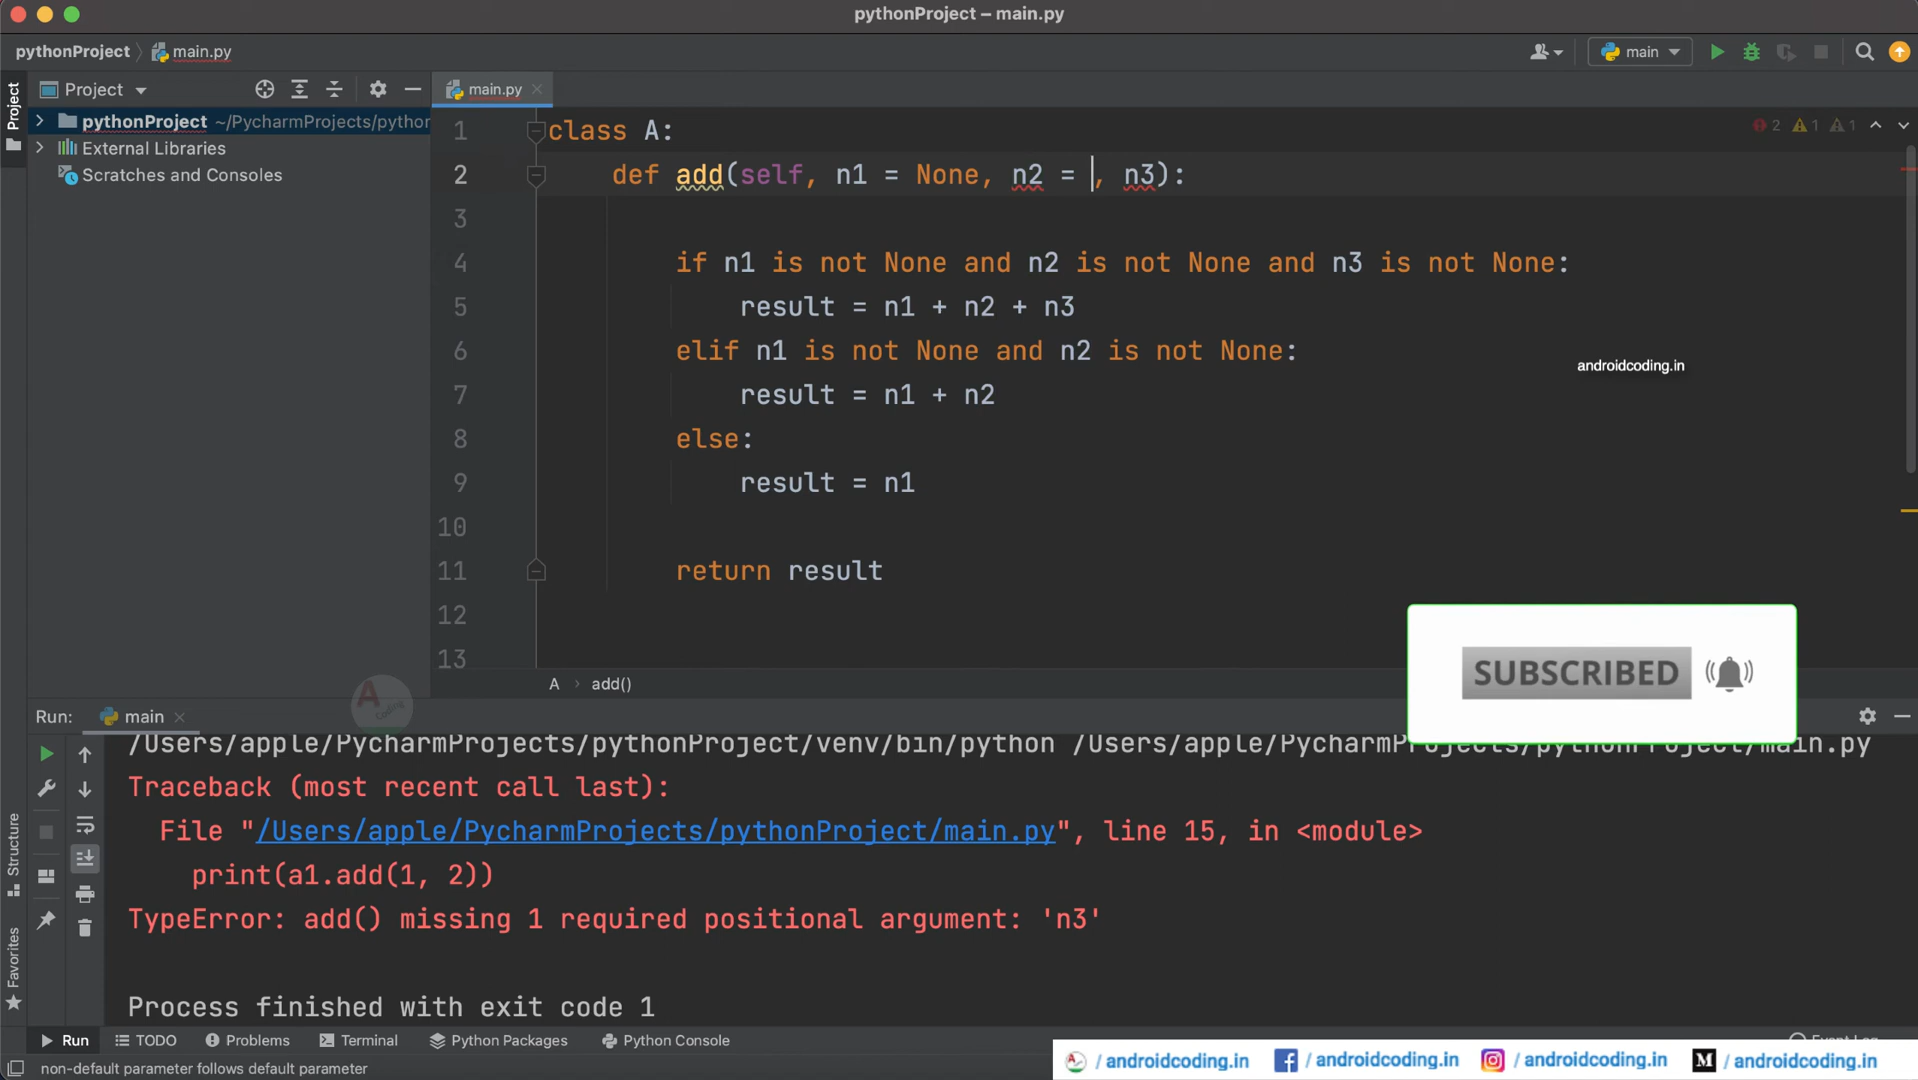 pythonProject – main.py
pythonProject main.py main
Project
Project main.py
pythonProject ~/PycharmProjects/python
External Libraries
Scratches and Consoles
2 1 1
1 class A:
2 def add(self, n1 = None, n2 = , n3):
3
4 if n1 is not None and n2 is not None and n3 is not None:
5 result = n1 + n2 + n3
6 elif n1 is not None and n2 is not None:
7 result = n1 + n2
8 else:
9 result = n1
10
11 return result
12
13
androidcoding.in
SUBSCRIBED
A
Coding
A › add()
Run: main
/Users/apple/PycharmProjects/pythonProject/venv/bin/python /Users/apple/PycharmProjects/pythonProject/main.py
Traceback (most recent call last):
File "/Users/apple/PycharmProjects/pythonProject/main.py", line 15, in <module>
print(a1.add(1, 2))
TypeError: add() missing 1 required positional argument: 'n3'
Process finished with exit code 1
Structure
Favorites
Run TODO Problems Terminal Python Packages Python Console
non-default parameter follows default parameter
/ androidcoding.in / androidcoding.in / androidcoding.in / androidcoding.in